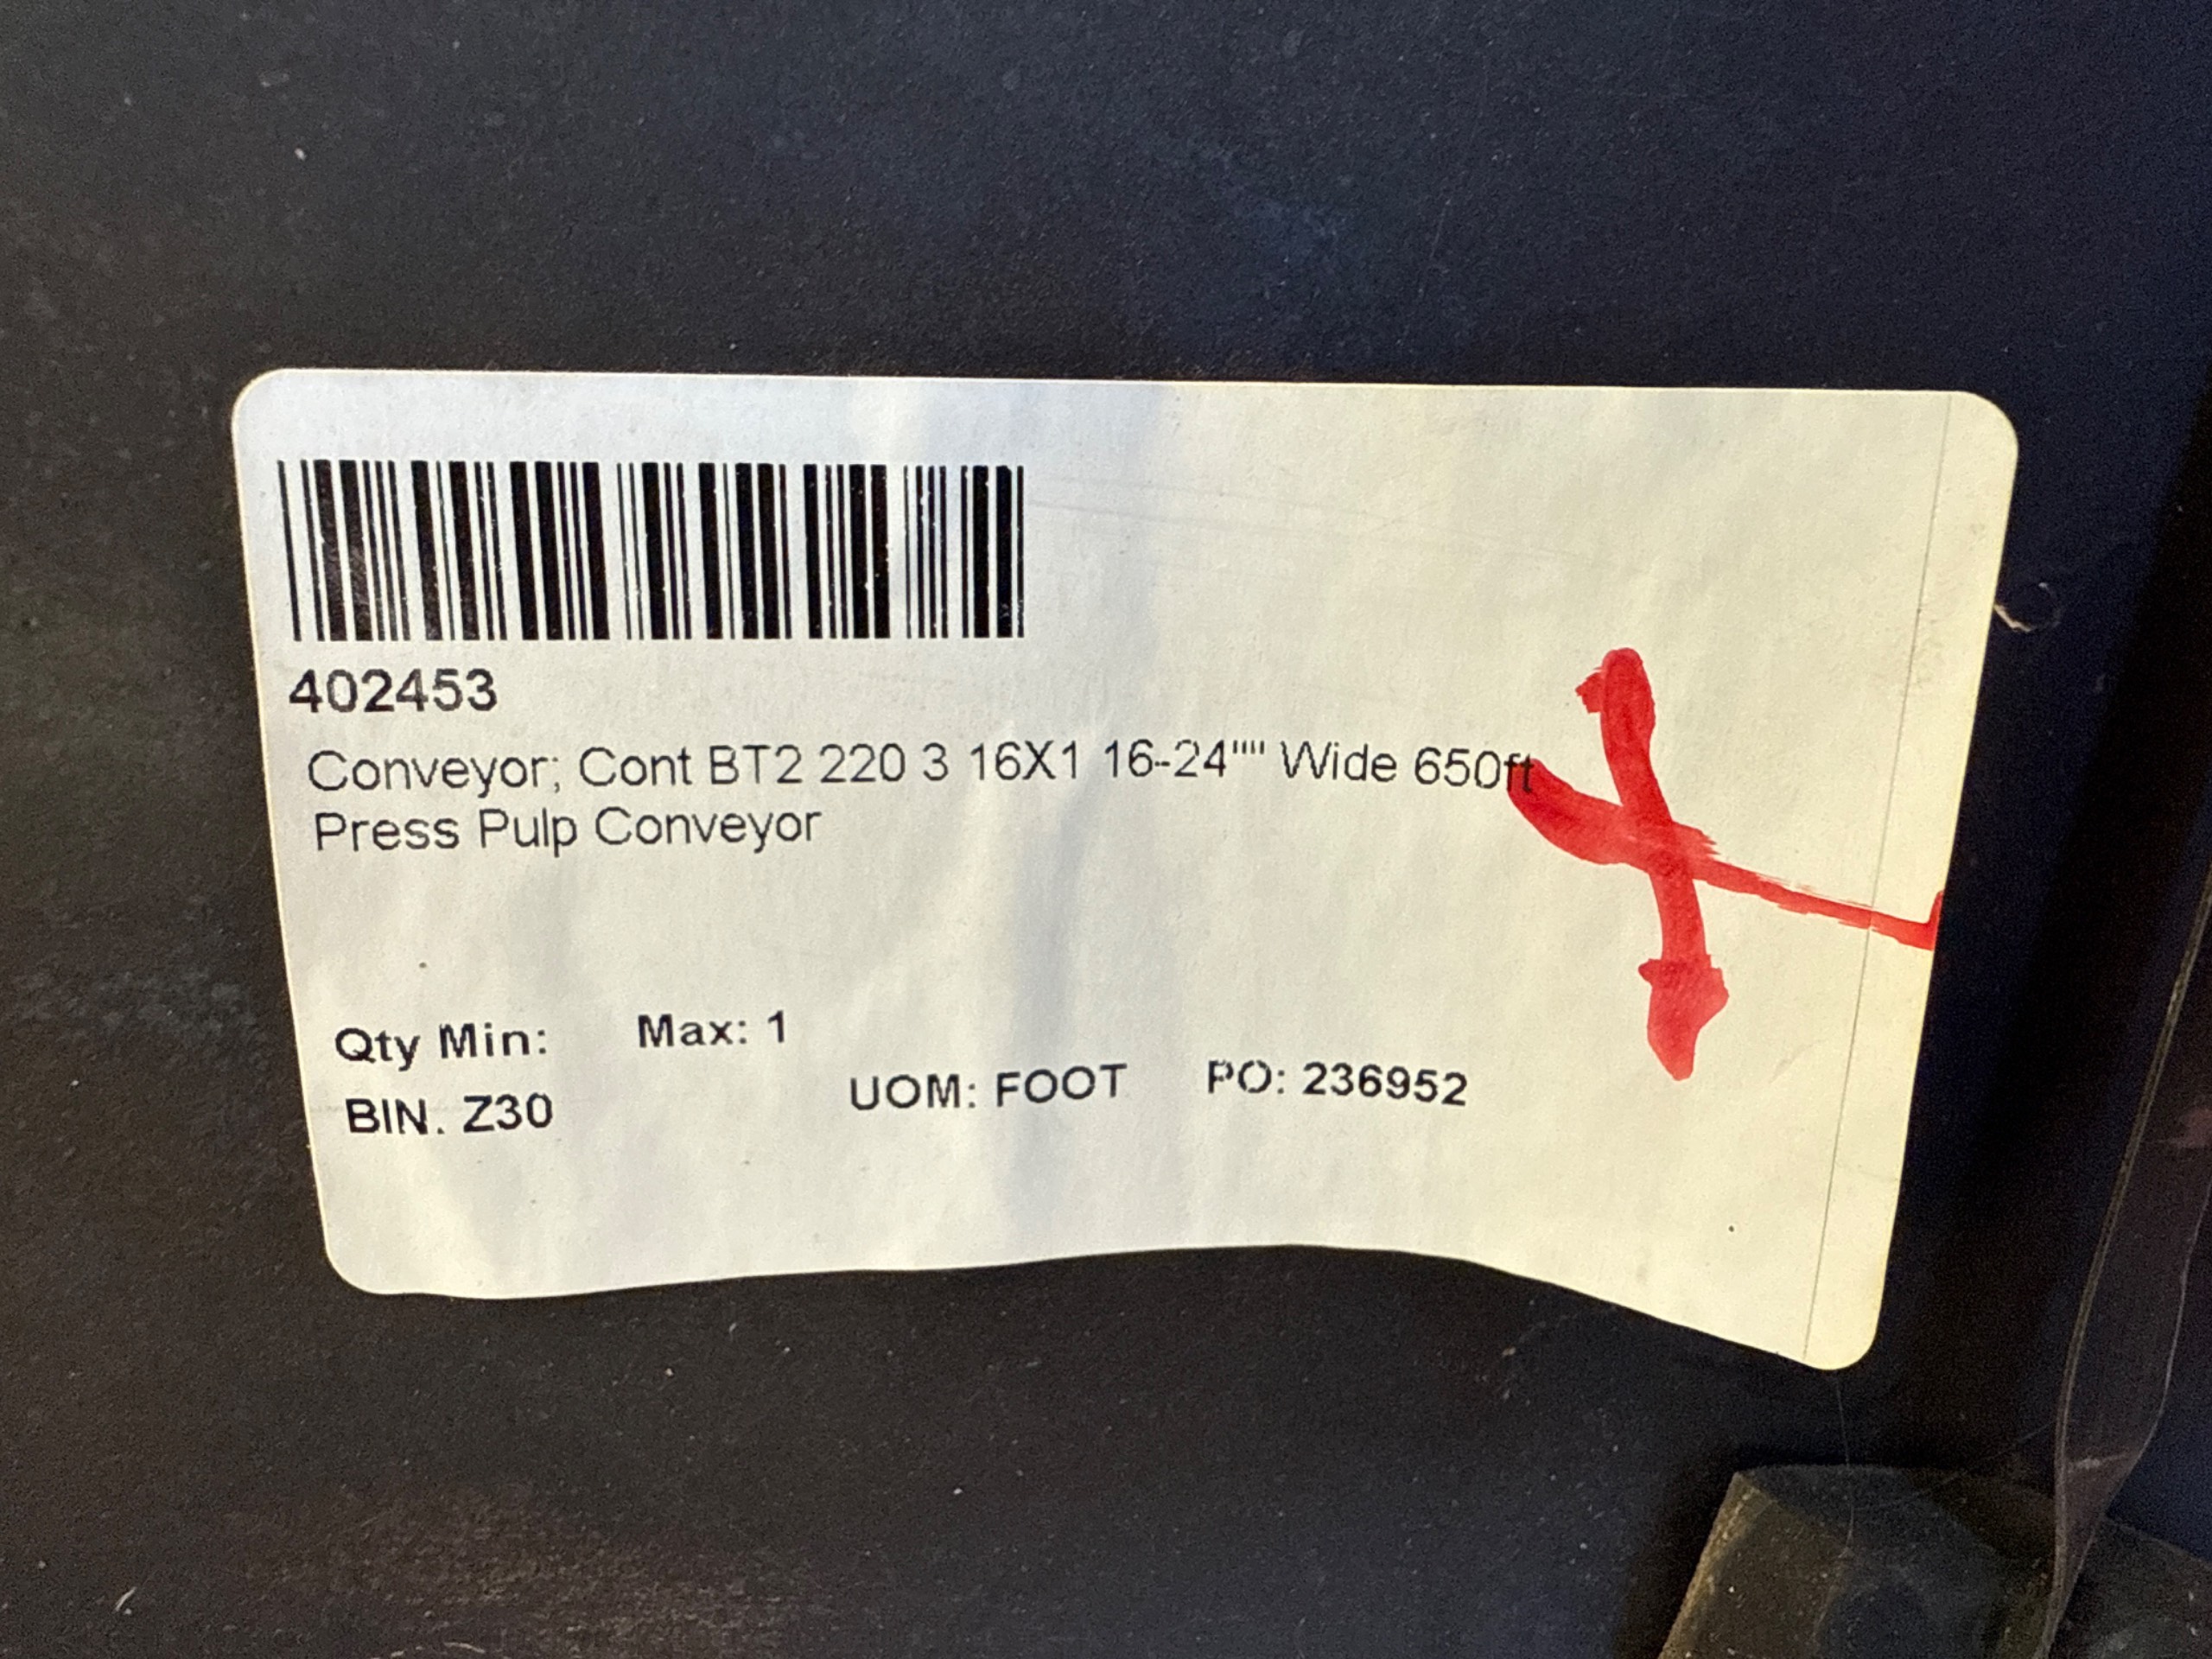 402453
Conveyor; Cont BT2 220 3 16X1 16-24"" Wide 650ft
Press Pulp Conveyor
Qty Min: Max: 1
BIN. Z30 UOM: FOOT PO: 236952